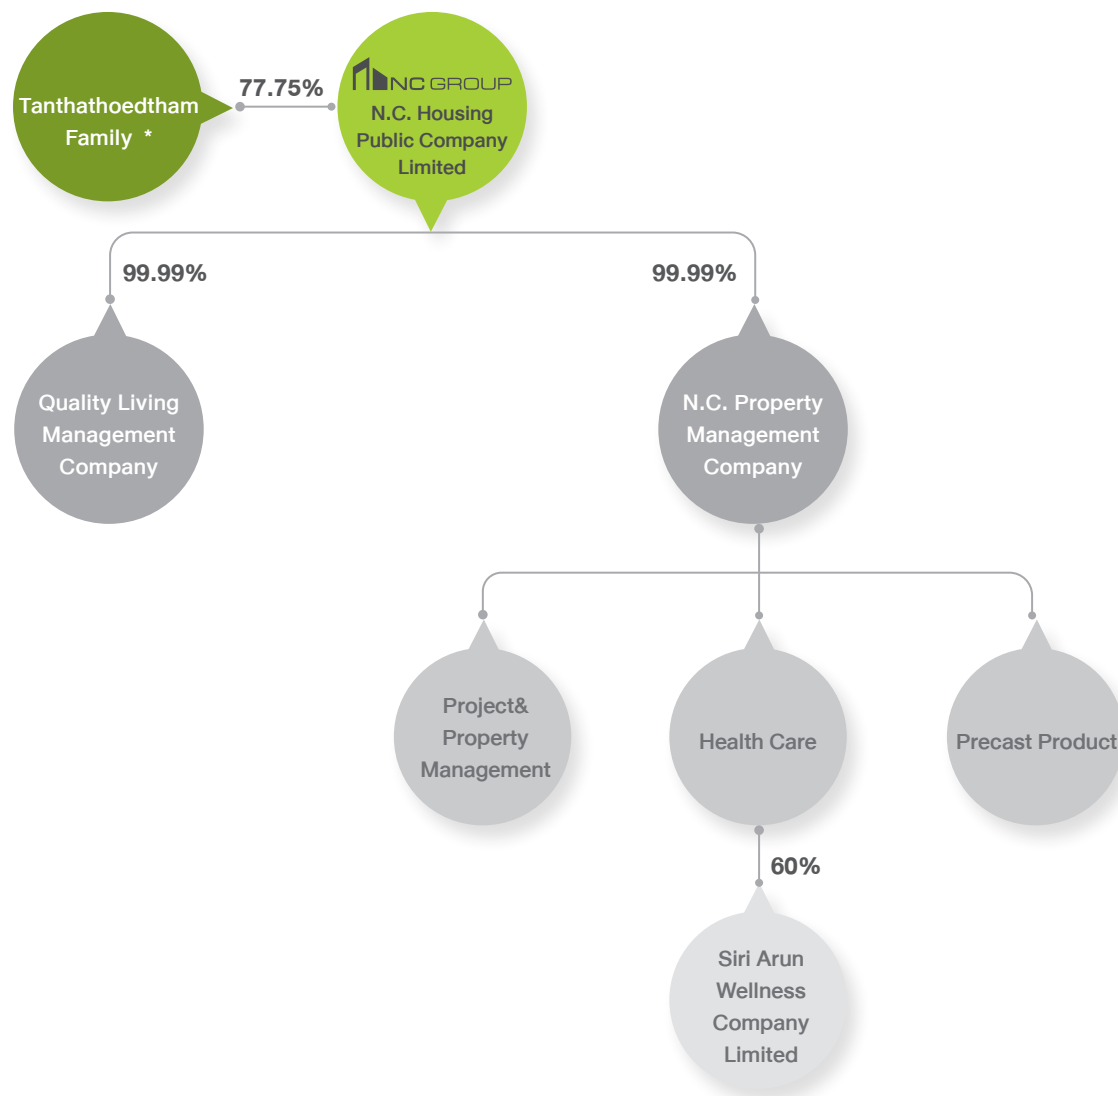 Tanthathoedtham
Family *
77.75%
NC GROUP
N.C. Housing
Public Company
Limited
99.99%
99.99%
Quality Living
Management
Company
N.C. Property
Management
Company
Project&
Property
Management
Health Care
Precast Product
60%
Siri Arun
Wellness
Company
Limited